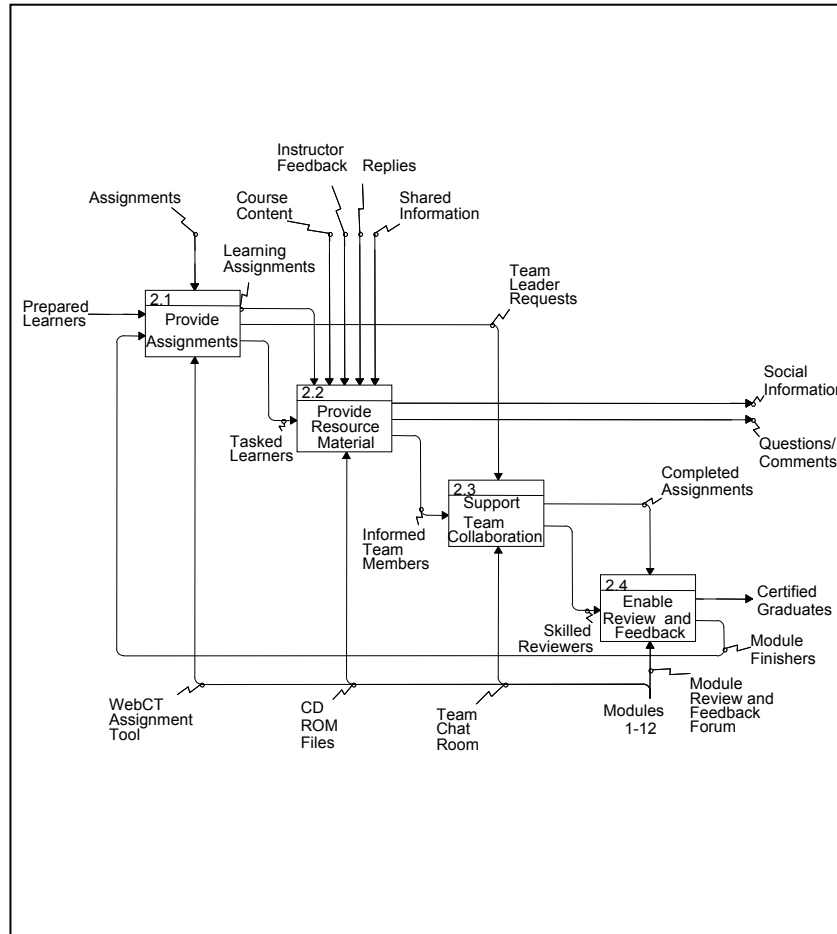 Instructor
Feedback
Replies
Assignments
Course
Content
Shared
Information
Learning
Assignments
Team
Leader
Requests
Prepared
Learners
2.1
Provide
Assignments
Social
Information
2.2
Provide
Resource
Material
Tasked
Learners
Questions/
Comments
2.3
Support
Team
Collaboration
Completed
Assignments
Informed
Team
Members
2.4
Enable
Review and
Feedback
Certified
Graduates
Skilled
Reviewers
Module
Finishers
WebCT
Assignment
Tool
CD
ROM
Files
Team
Chat
Room
Modules
1-12
Module
Review and
Feedback
Forum